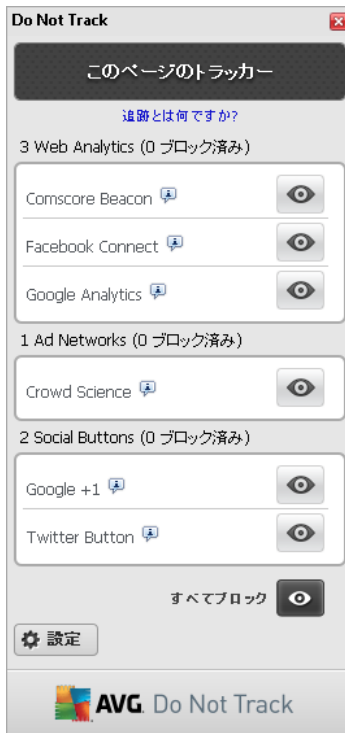 Do Not Track
このページのトラッカー
追跡とは何ですか?
3 Web Analytics (0 ブロック済み)
Comscore Beacon
Facebook Connect
Google Analytics
1 Ad Networks (0 ブロック済み)
Crowd Science
2 Social Buttons (0 ブロック済み)
Google +1
Twitter Button
すべてブロック
設定
AVG. Do Not Track